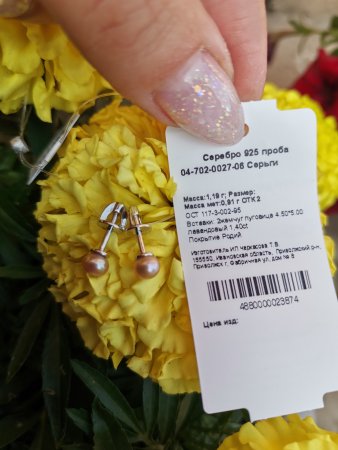 Серебро 925 проба
04-702-0027-06 Серьги
Масса: 1,19 г; Размер:
Масса мет: 0,91 г ОТК 2
ОСТ 117-3-002-95
Вставки: 2жемчуг пуговица 4.50*5.00
лавандовый 1,40ct
Покрытие Родий
Изготовитель ИП Черкасова Т.В.
155550, Ивановская область, Приволжский р-н,
Приволжск г, Фабричная ул, дом № 8
4680000023874
Цена изд: